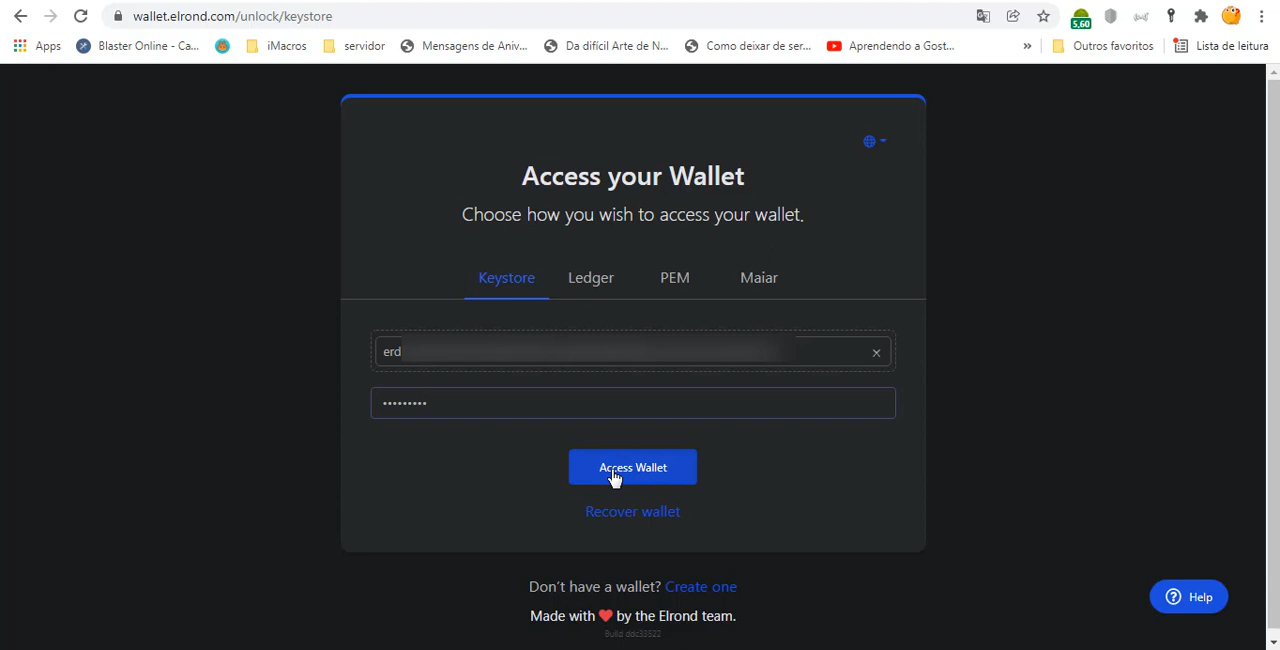 wallet.elrond.com/unlock/keystore
5,60
Apps Blaster Online - Ca... iMacros servidor Mensagens de Aniv... Da difícil Arte de N... Como deixar de ser... Aprendendo a Gost... » Outros favoritos Lista de leitura
Access your Wallet
Choose how you wish to access your wallet.
Keystore Ledger PEM Maiar
erd
•••••••••
Access Wallet
Recover wallet
Don't have a wallet? Create one
Made with ❤ by the Elrond team.
Build ddc33522
Help